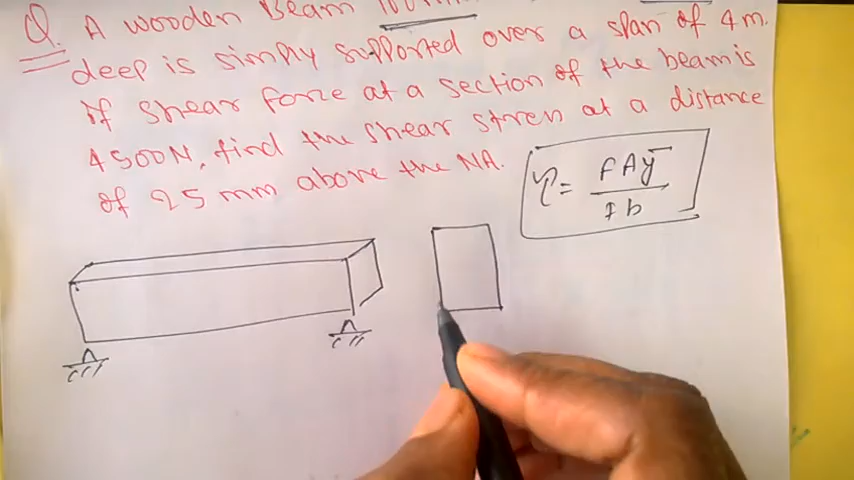 Q. A wooden Beam 100
deep is simply supported over a span of 4m.
If shear force at a section of the beam is
4500N, find the shear stress at a distance
of 25 mm above the NA.
τ = FAȳ / Ib